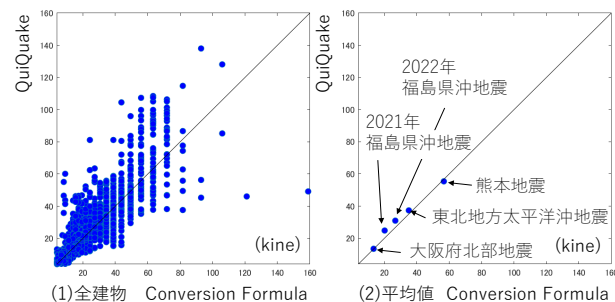 QuiQuake
160
140
120
100
80
60
40
20
20 40 60 80 100 120 140 160
(kine)
(1)全建物 Conversion Formula
QuiQuake
160
140
120
100
80
60
40
20
20 40 60 80 100 120 140 160
2022年
福島県沖地震
2021年
福島県沖地震
熊本地震
東北地方太平洋沖地震
大阪府北部地震
(kine)
(2)平均値 Conversion Formula